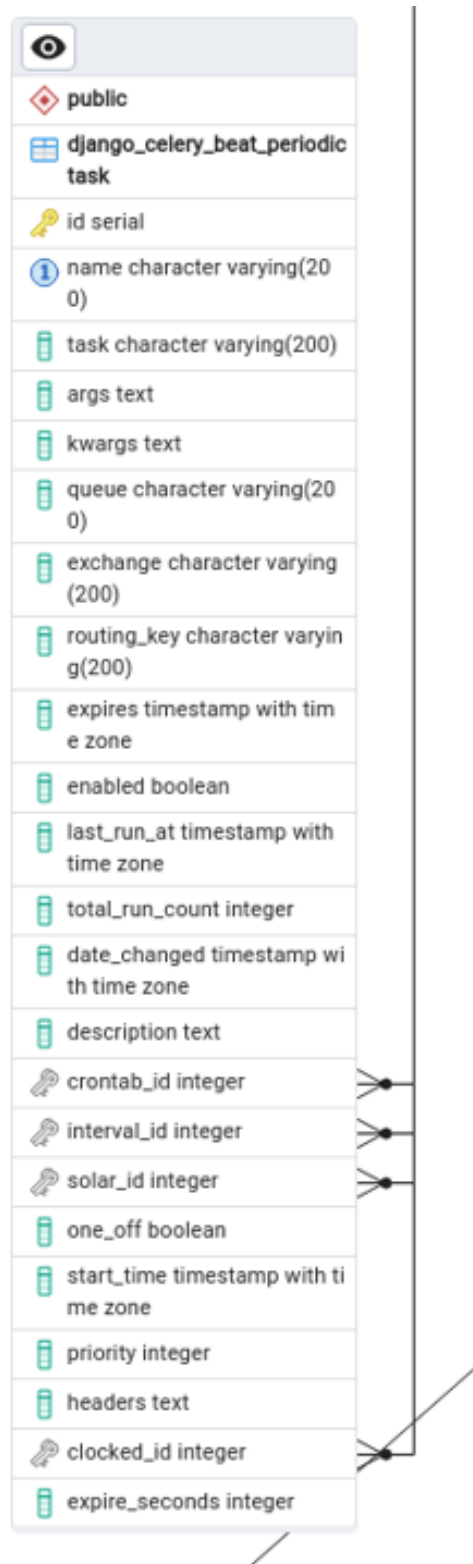 public
django_celery_beat_periodic
task
id serial
1
name character varying(20
0)
task character varying(200)
args text
kwargs text
queue character varying(20
0)
exchange character varying
(200)
routing_key character varyin
g(200)
expires timestamp with tim
e zone
enabled boolean
last_run_at timestamp with
time zone
total_run_count integer
date_changed timestamp wi
th time zone
description text
crontab_id integer
interval_id integer
solar_id integer
one_off boolean
start_time timestamp with ti
me zone
priority integer
headers text
clocked_id integer
expire_seconds integer